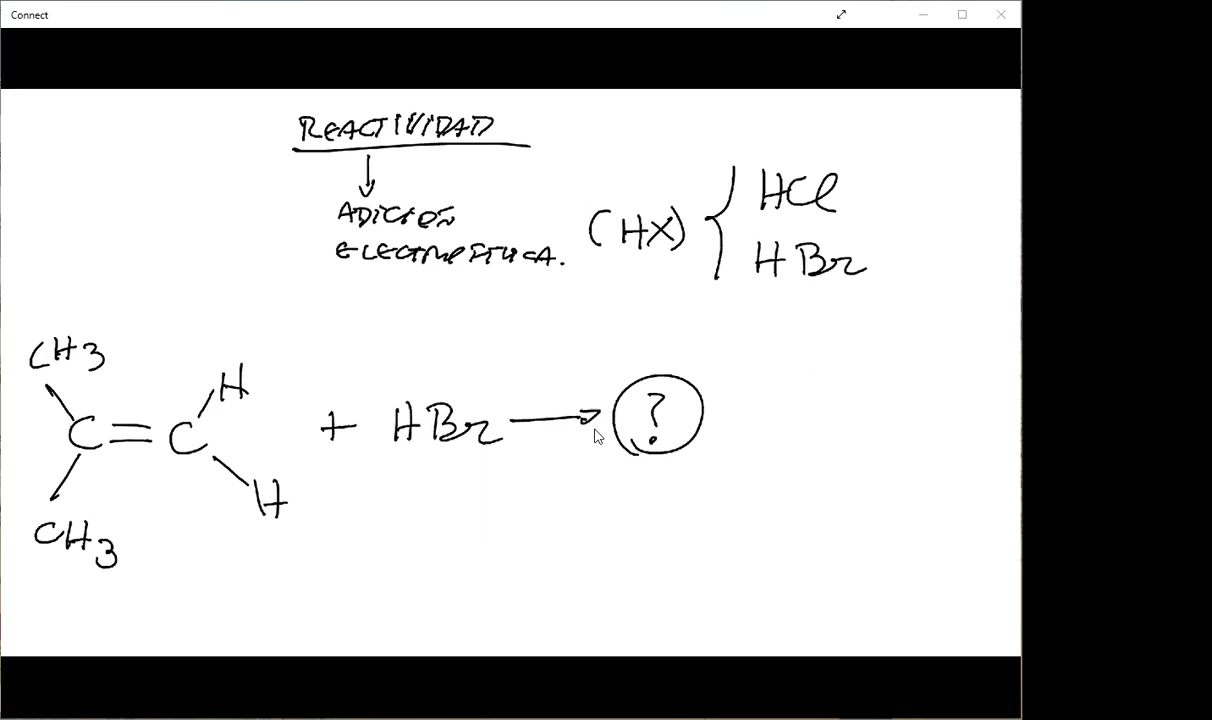 Connect
REACTIVIDAD
ADICIÓN
ELECTROFÍLICA.
(HX) { HCl
HBr
CH3
H
C=C + HBr → ?
H
CH3